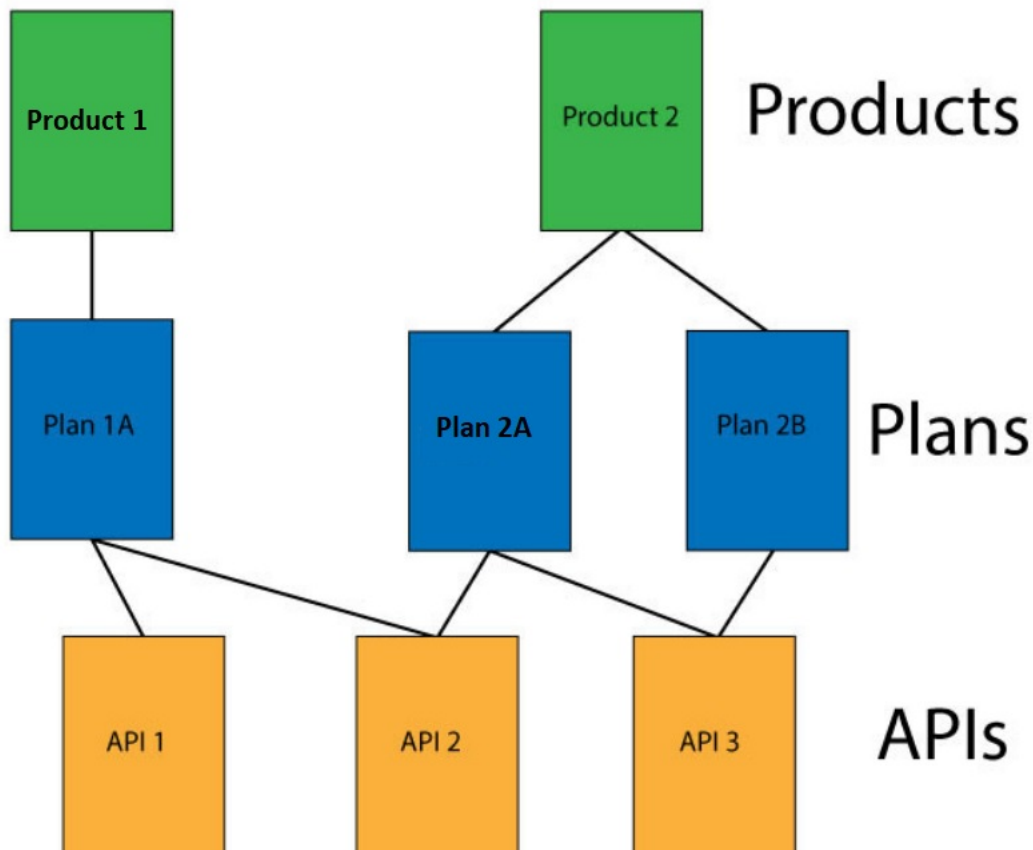 Product 1
Product 2
Products
Plan 1A
Plan 2A
Plan 2B
Plans
API 1
API 2
API 3
APIs